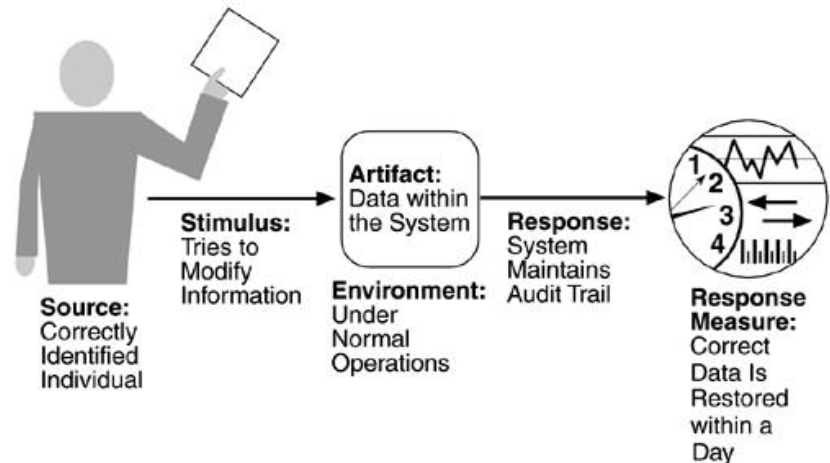 Source:
Correctly
Identified
Individual
Stimulus:
Tries to
Modify
Information
Artifact:
Data within
the System
Environment:
Under
Normal
Operations
Response:
System
Maintains
Audit Trail
1
2
3
4
Response
Measure:
Correct
Data Is
Restored
within a
Day